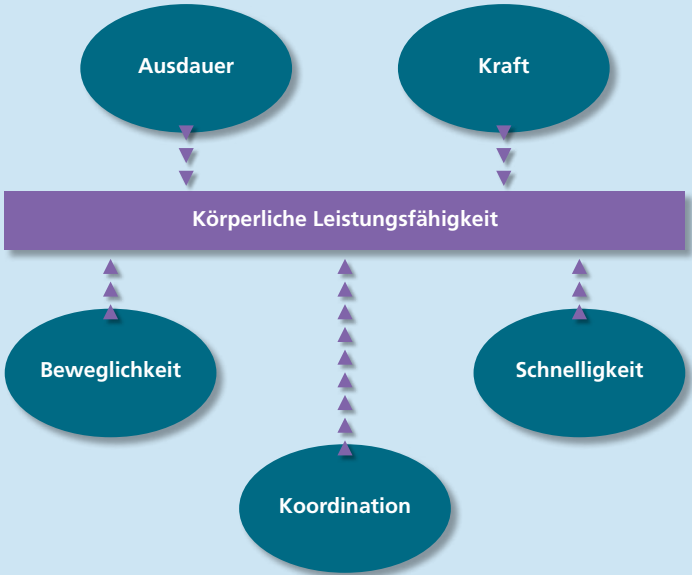 Ausdauer
Kraft
Körperliche Leistungsfähigkeit
Beweglichkeit
Schnelligkeit
Koordination